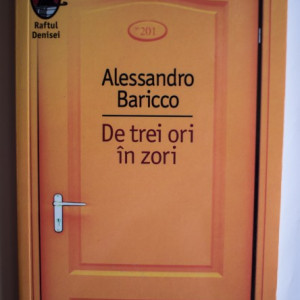 Raftul
Denisei
201
Alessandro
Baricco
De trei ori
în zori